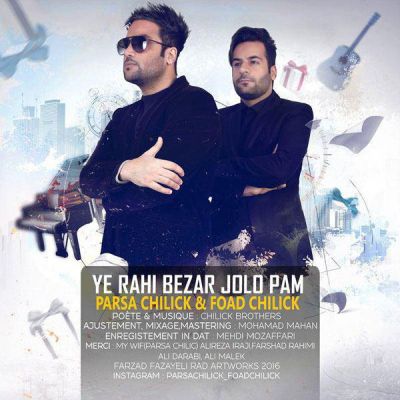 YE RAHI BEZAR JOLO PAM
PARSA CHILICK & FOAD CHILICK
POÈTE & MUSIQUE : CHILICK BROTHERS
AJUSTEMENT, MIXAGE,MASTERING : MOHAMAD MAHAN
ENREGISTEMENT IN DAT : MEHDI MOZAFFARI
MERCI : MY WIF(PARSA CHILIC) ALIREZA IRAJI,FARSHAD RAHIMI
ALI DARABI, ALI MALEK
FARZAD FAZAYELI RAD ARTWORKS 2016
INSTAGRAM : PARSACHILICK_FOADCHILICK